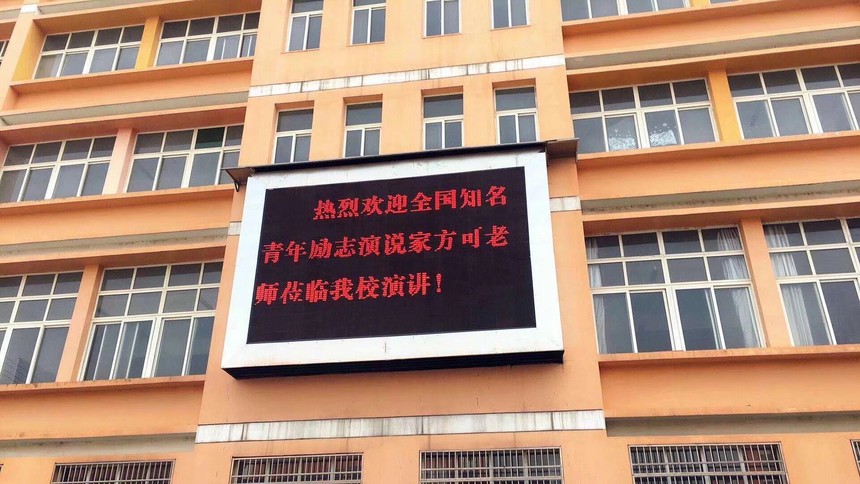 热烈欢迎全国知名
青年励志演说家方可老
师莅临我校演讲！